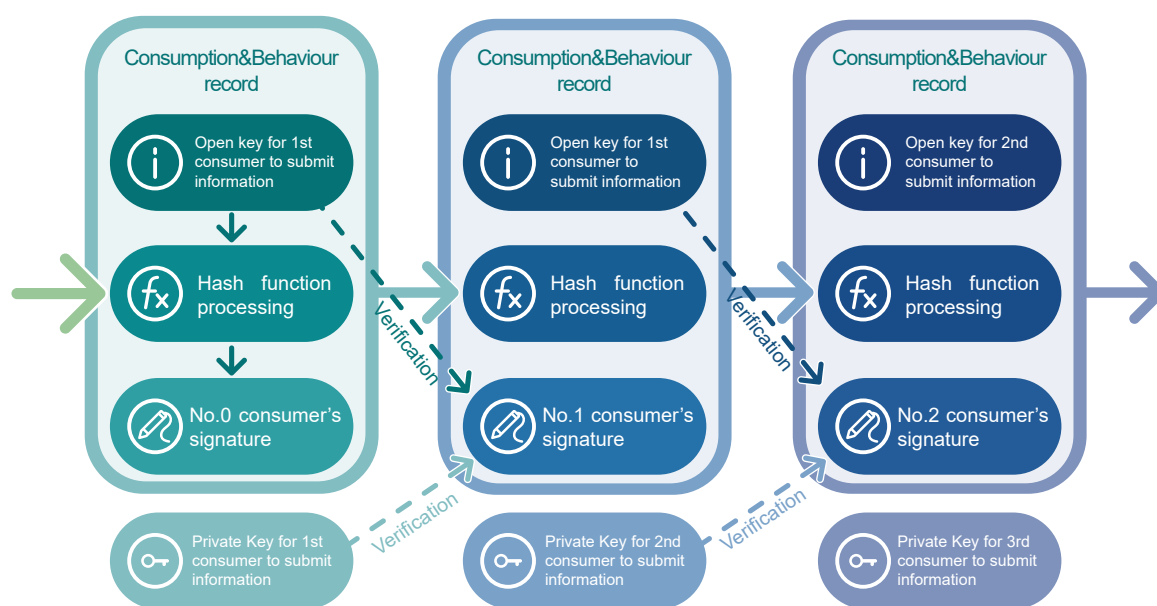 Consumption&Behaviour
record
Open key for 1st
consumer to submit
information
Hash function
processing
No.0 consumer's
signature
Private Key for 1st
consumer to submit
information
Verification
Verification
Consumption&Behaviour
record
Open key for 1st
consumer to
submit information
Hash function
processing
No.1 consumer's
signature
Private Key for 2nd
consumer to submit
information
Verification
Verification
Consumption&Behaviour
record
Open key for 2nd
consumer to
submit information
Hash function
processing
No.2 consumer's
signature
Private Key for 3rd
consumer to submit
information